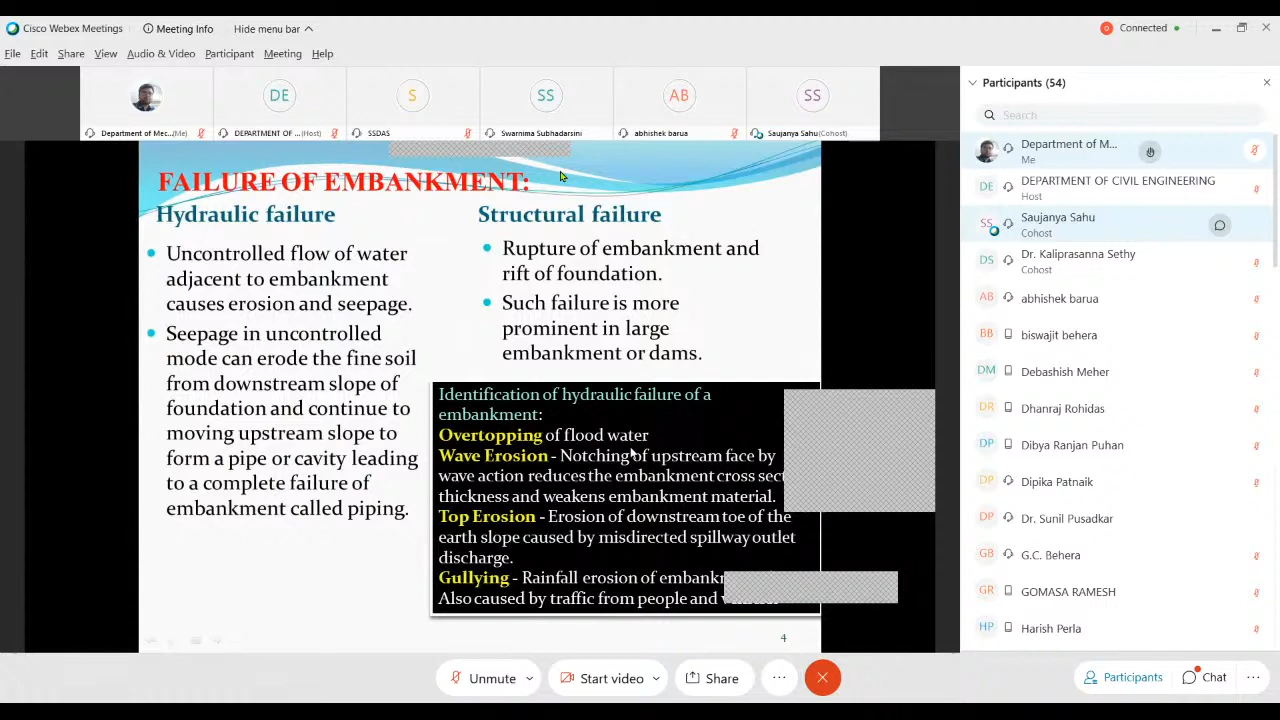 Cisco Webex Meetings
Meeting Info
Hide menu bar
Connected
File Edit Share View Audio & Video Participant Meeting Help
DE
S
SS
AB
SS
Department of Mec...(Me)
DEPARTMENT OF ...(Host)
SSDAS
Swarnima Subhadarsini
abhishek barua
Saujanya Sahu(Cohost)
FAILURE OF EMBANKMENT:
Hydraulic failure
Uncontrolled flow of water
adjacent to embankment
causes erosion and seepage.
Seepage in uncontrolled
mode can erode the fine soil
from downstream slope of
foundation and continue to
moving upstream slope to
form a pipe or cavity leading
to a complete failure of
embankment called piping.
Structural failure
Rupture of embankment and
rift of foundation.
Such failure is more
prominent in large
embankment or dams.
Identification of hydraulic failure of a
embankment:
Overtopping of flood water
Wave Erosion - Notching of upstream face by
wave action reduces the embankment cross
thickness and weakens embankment material.
Top Erosion - Erosion of downstream toe of the
earth slope caused by misdirected spillway outlet
discharge.
Gullying - Rainfall erosion of
Also caused by traffic from people and
4
Participants (54)
Search
Department of M...
Me
DE
DEPARTMENT OF CIVIL ENGINEERING
Host
SS
Saujanya Sahu
Cohost
DS
Dr. Kaliprasanna Sethy
Cohost
AB
abhishek barua
BB
biswajit behera
DM
Debashish Meher
DR
Dhanraj Rohidas
DP
Dibya Ranjan Puhan
DP
Dipika Patnaik
DP
Dr. Sunil Pusadkar
GB
G.C. Behera
GR
GOMASA RAMESH
HP
Harish Perla
Unmute
Start video
Share
Participants
Chat